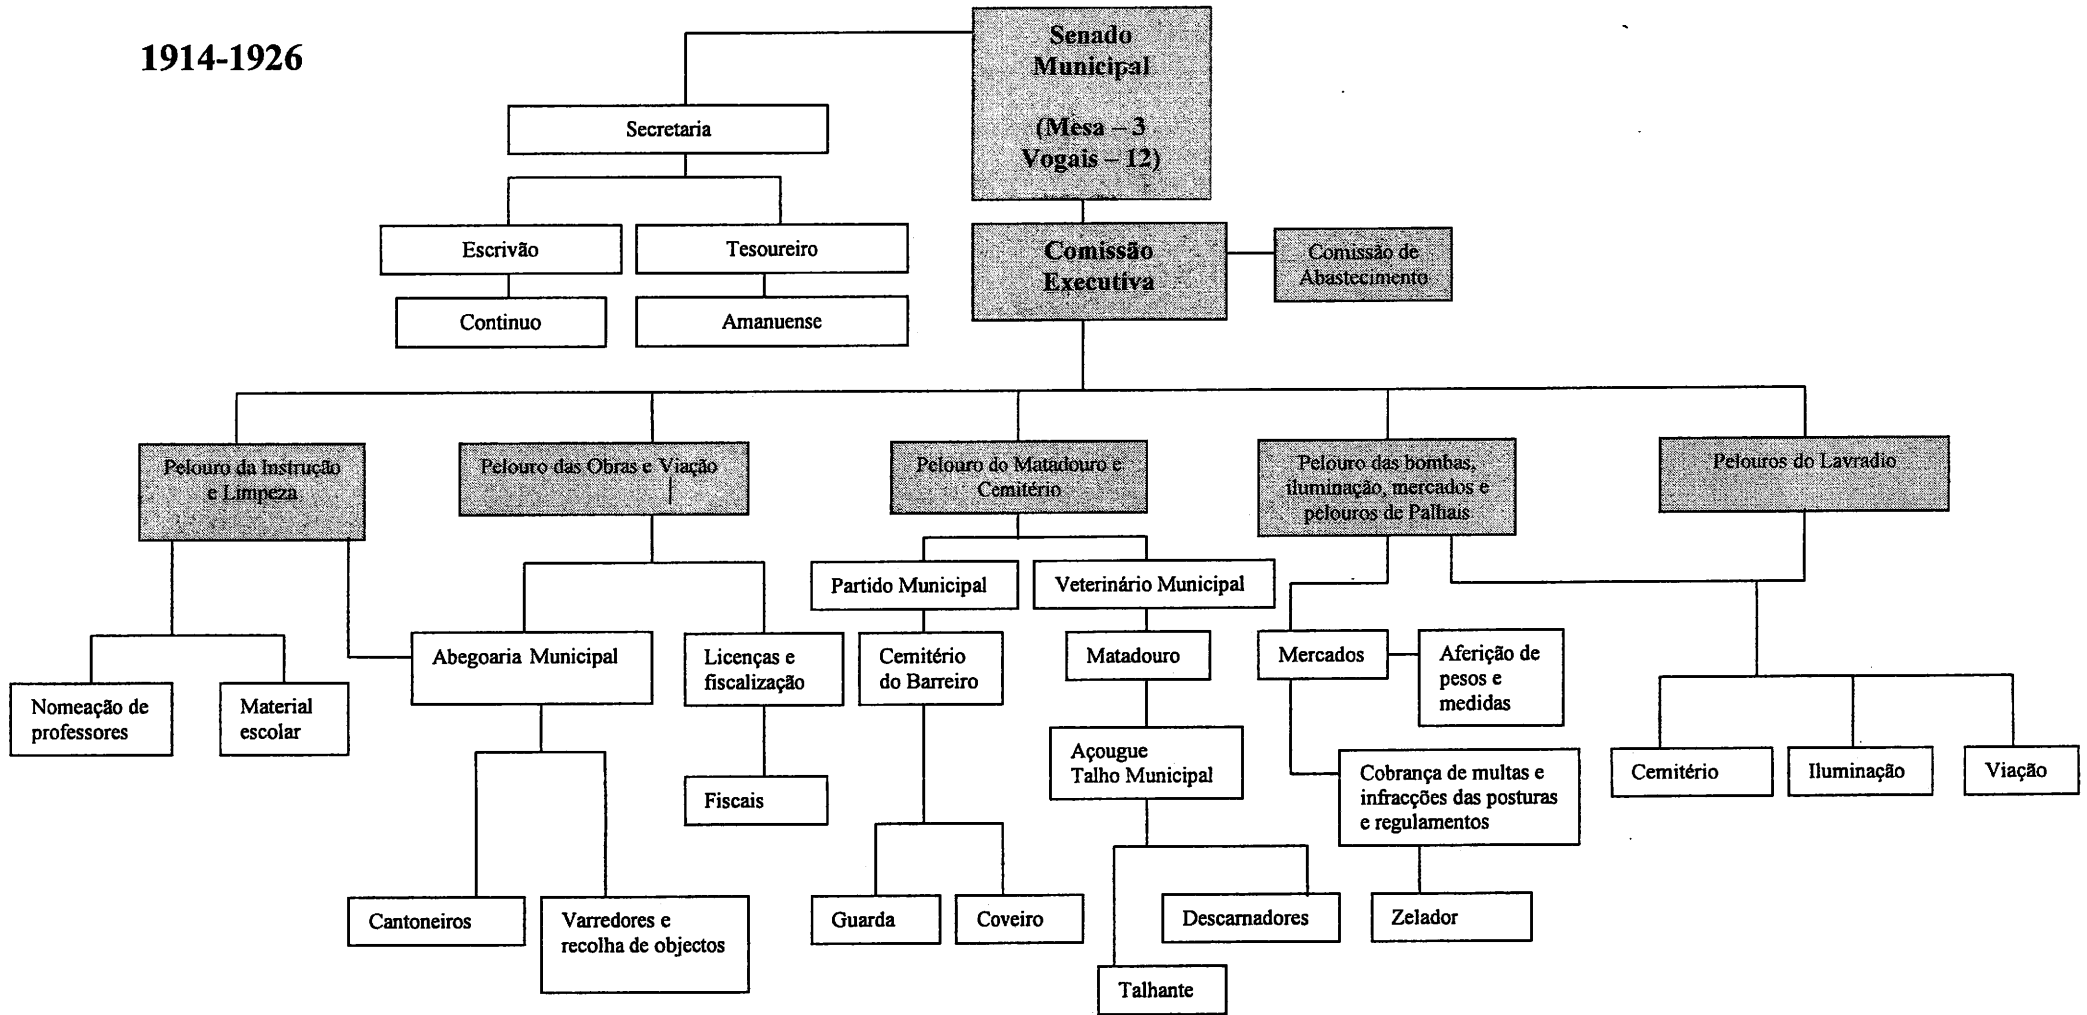 1914-1926
Senado
Municipal
(Mesa – 3
Vogais – 12)
Secretaria
Escrivão
Tesoureiro
Continuo
Amanuense
Comissão
Executiva
Comissão de
Abastecimento
Pelouro da Instrução
e Limpeza
Pelouro das Obras e Viação
Pelouro do Matadouro e
Cemitério
Pelouro das bombas,
iluminação, mercados e
pelouros de Palhais
Pelouros do Lavradio
Partido Municipal
Veterinário Municipal
Abegoaria Municipal
Licenças e
fiscalização
Cemitério
do Barreiro
Matadouro
Mercados
Aferição de
pesos e
medidas
Nomeação de
professores
Material
escolar
Açougue
Talho Municipal
Cobrança de multas e
infracções das posturas
e regulamentos
Cemitério
Iluminação
Viação
Fiscais
Cantoneiros
Varredores e
recolha de objectos
Guarda
Coveiro
Descarnadores
Zelador
Talhante